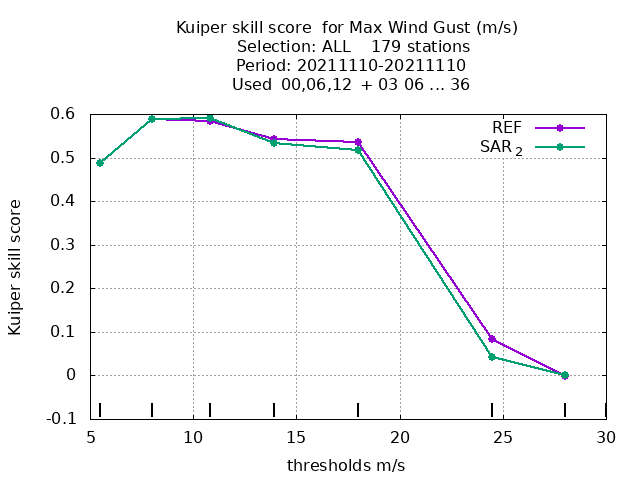 Kuiper skill score  for Max Wind Gust (m/s)
Selection: ALL    179 stations
Period: 20211110-20211110
Used  00,06,12  + 03 06 ... 36
REF
SAR 2
0.6
0.5
0.4
0.3
0.2
0.1
0
-0.1
Kuiper skill score
5 10 15 20 25 30
thresholds m/s